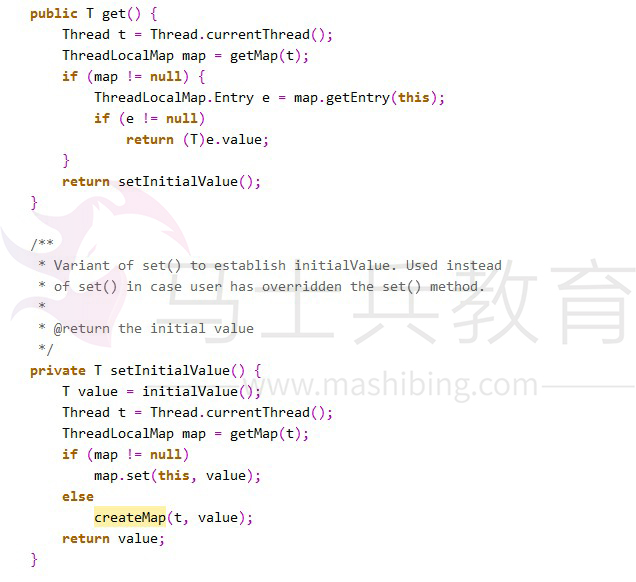 public T get() {
    Thread t = Thread.currentThread();
    ThreadLocalMap map = getMap(t);
    if (map != null) {
        ThreadLocalMap.Entry e = map.getEntry(this);
        if (e != null)
            return (T)e.value;
    }
    return setInitialValue();
}

/**
 * Variant of set() to establish initialValue. Used instead
 * of set() in case user has overridden the set() method.
 *
 * @return the initial value
 */
private T setInitialValue() {
    T value = initialValue();
    Thread t = Thread.currentThread();
    ThreadLocalMap map = getMap(t);
    if (map != null)
        map.set(this, value);
    else
        createMap(t, value);
    return value;
}
马士兵教育
www.mashibing.com